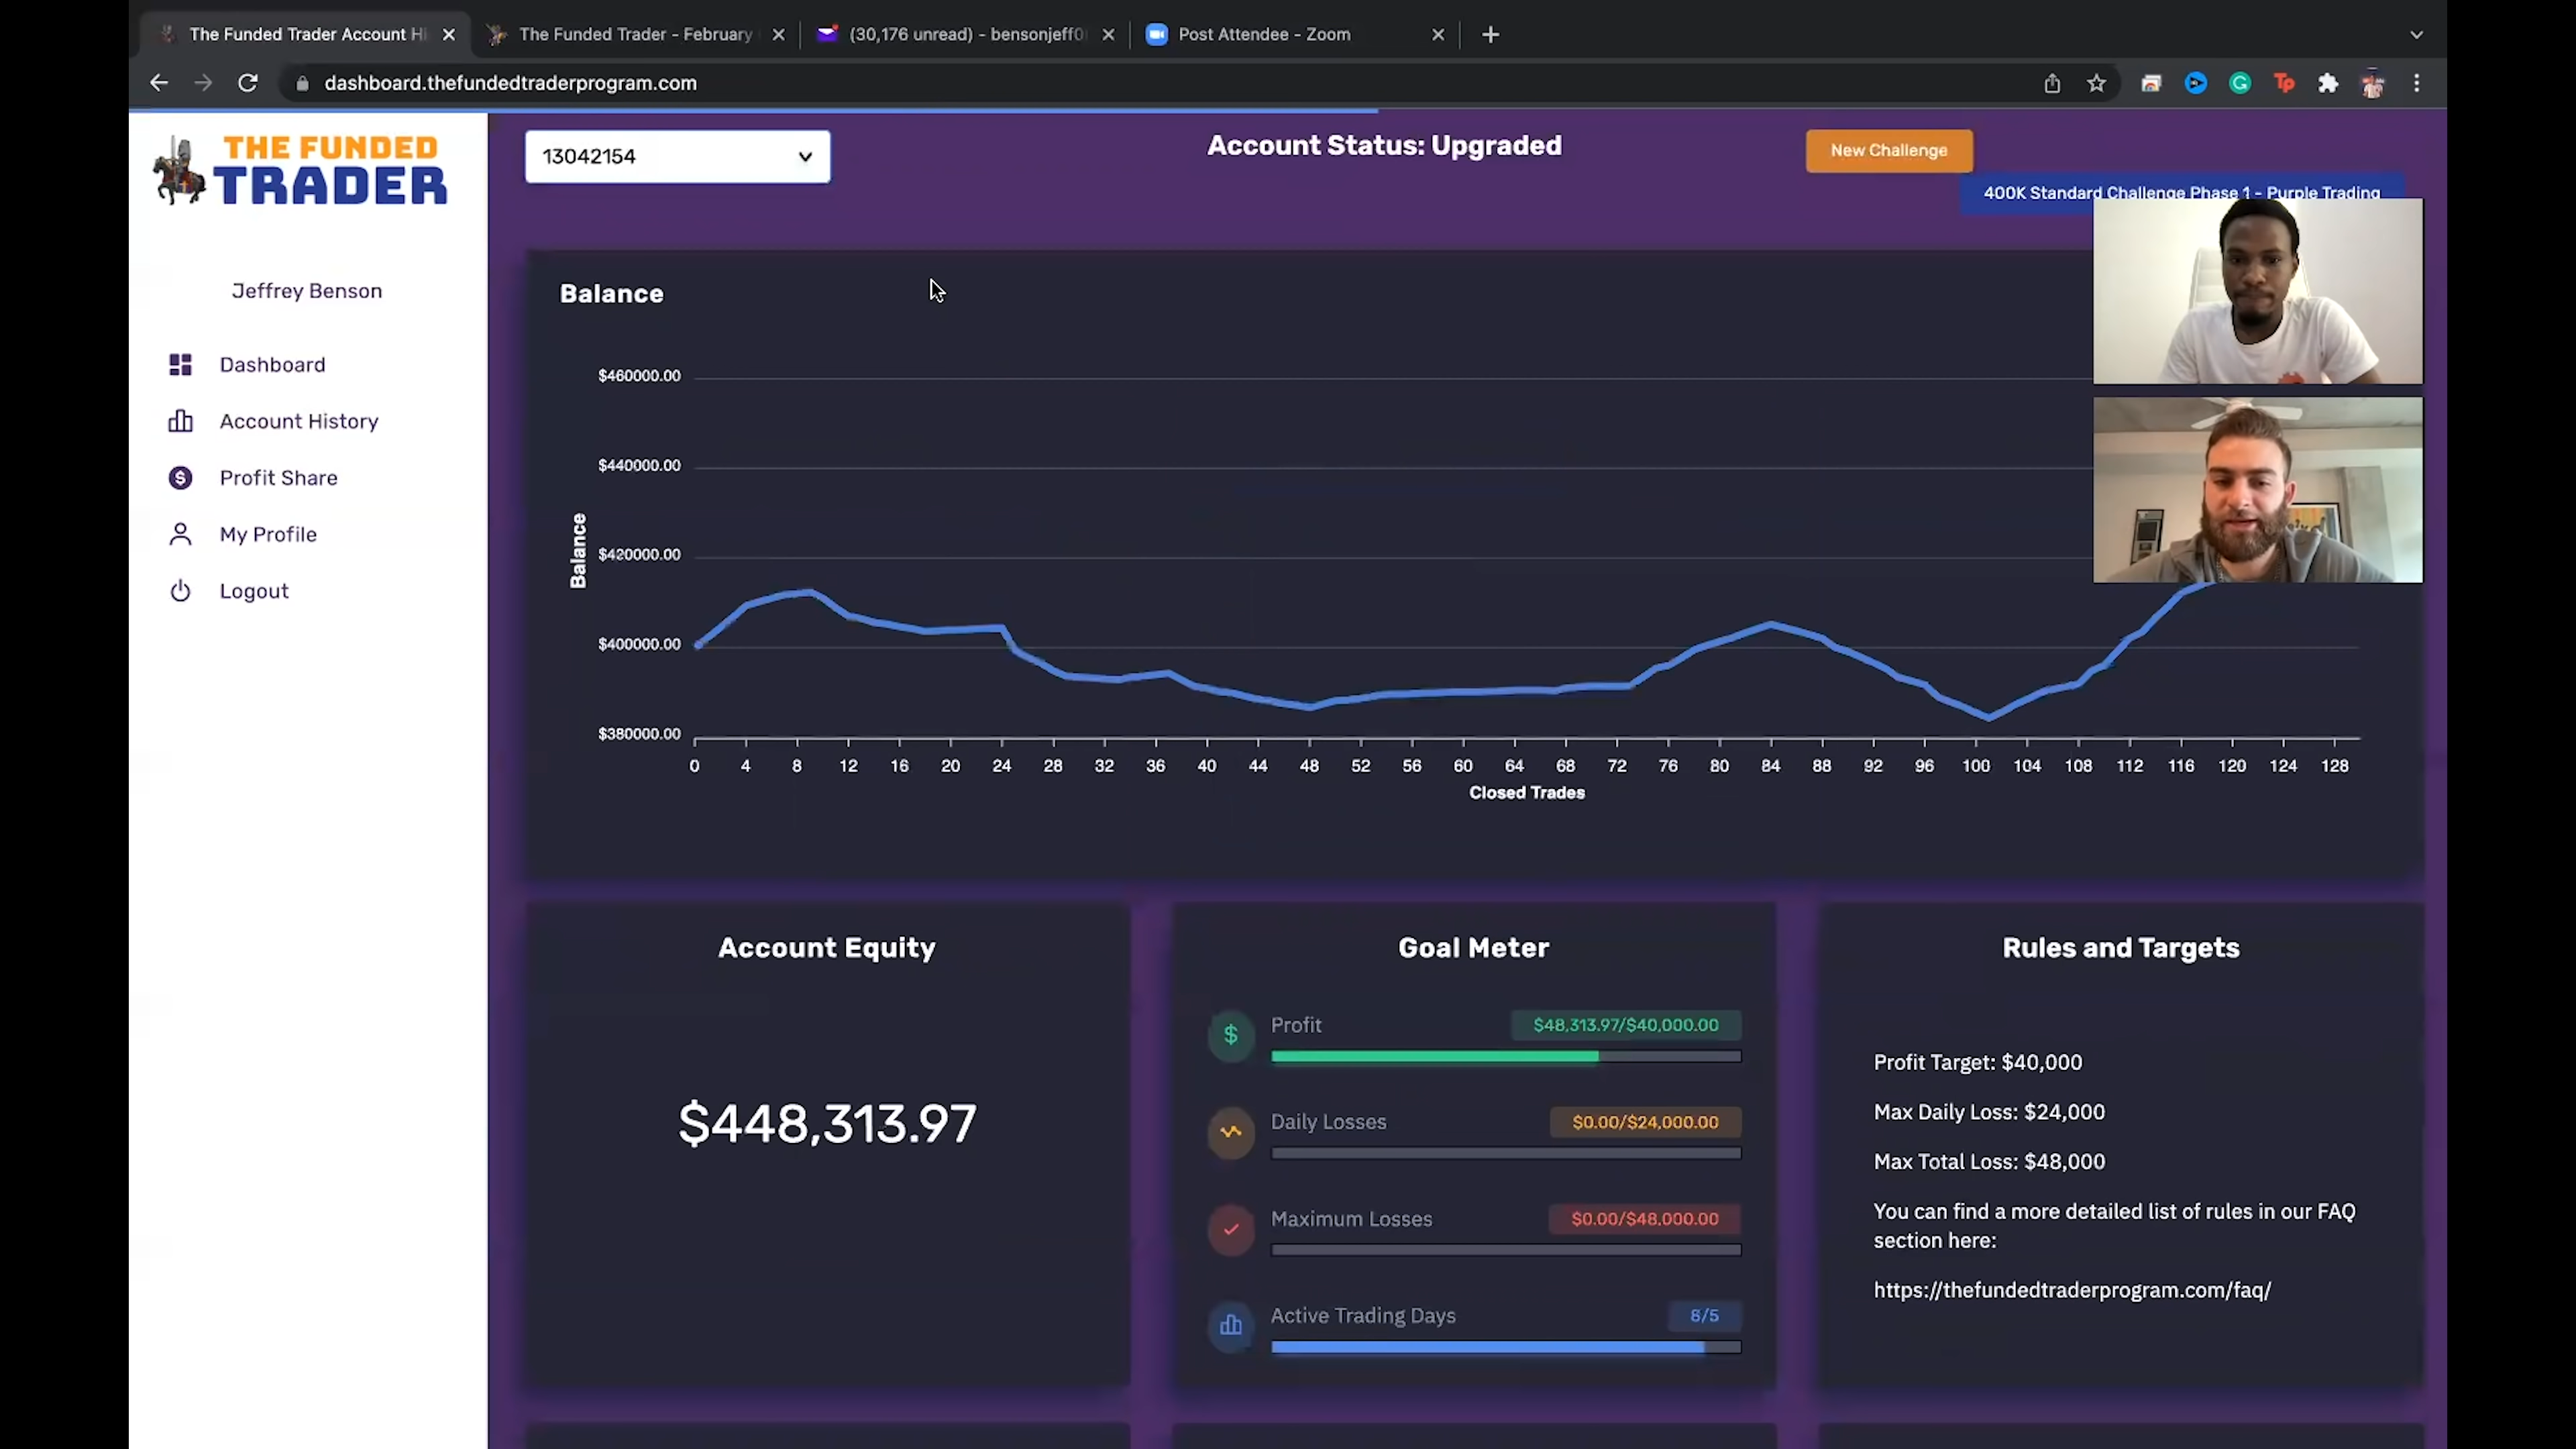 The Funded Trader Account Hi
The Funded Trader - February
(30,176 unread) - bensonjeff0
Post Attendee - Zoom
dashboard.thefundedtraderprogram.com
Tp
THE FUNDED
TRADER
13042154
Account Status: Upgraded
New Challenge
400K Standard Challenge Phase 1 - Purple Trading
Jeffrey Benson
Dashboard
Account History
Profit Share
My Profile
Logout
Balance
$460000.00
$440000.00
$420000.00
$400000.00
$380000.00
Balance
0 4 8 12 16 20 24 28 32 36 40 44 48 52 56 60 64 68 72 76 80 84 88 92 96 100 104 108 112 116 120 124 128
Closed Trades
Account Equity
$448,313.97
Goal Meter
Profit $48,313.97/$40,000.00
Daily Losses $0.00/$24,000.00
Maximum Losses $0.00/$48,000.00
Active Trading Days 8/5
Rules and Targets
Profit Target: $40,000
Max Daily Loss: $24,000
Max Total Loss: $48,000
You can find a more detailed list of rules in our FAQ
section here:
https://thefundedtraderprogram.com/faq/